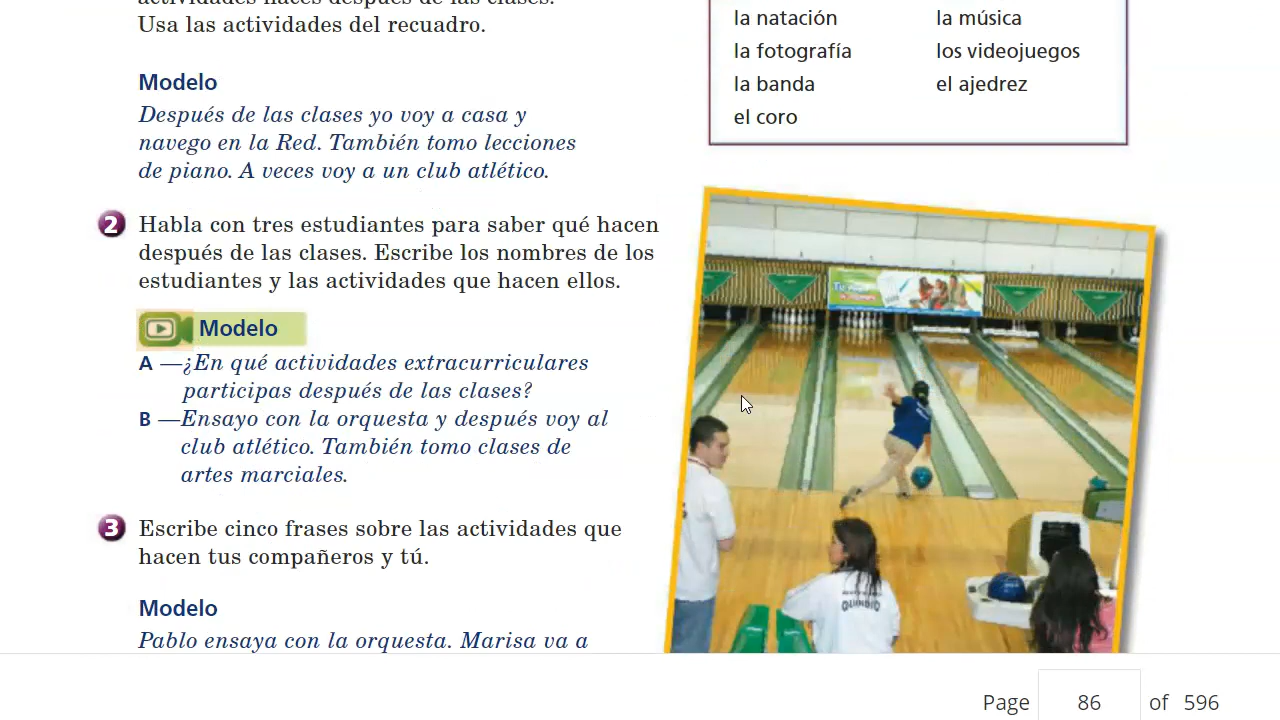 actividades haces después de las clases.
Usa las actividades del recuadro.
Modelo
Después de las clases yo voy a casa y
navego en la Red. También tomo lecciones
de piano. A veces voy a un club atlético.
2 Habla con tres estudiantes para saber qué hacen
después de las clases. Escribe los nombres de los
estudiantes y las actividades que hacen ellos.
Modelo
A —¿En qué actividades extracurriculares
participas después de las clases?
B —Ensayo con la orquesta y después voy al
club atlético. También tomo clases de
artes marciales.
3 Escribe cinco frases sobre las actividades que
hacen tus compañeros y tú.
Modelo
Pablo ensaya con la orquesta. Marisa va a
la natación
la música
la fotografía
los videojuegos
la banda
el ajedrez
el coro
Page 86 of 596